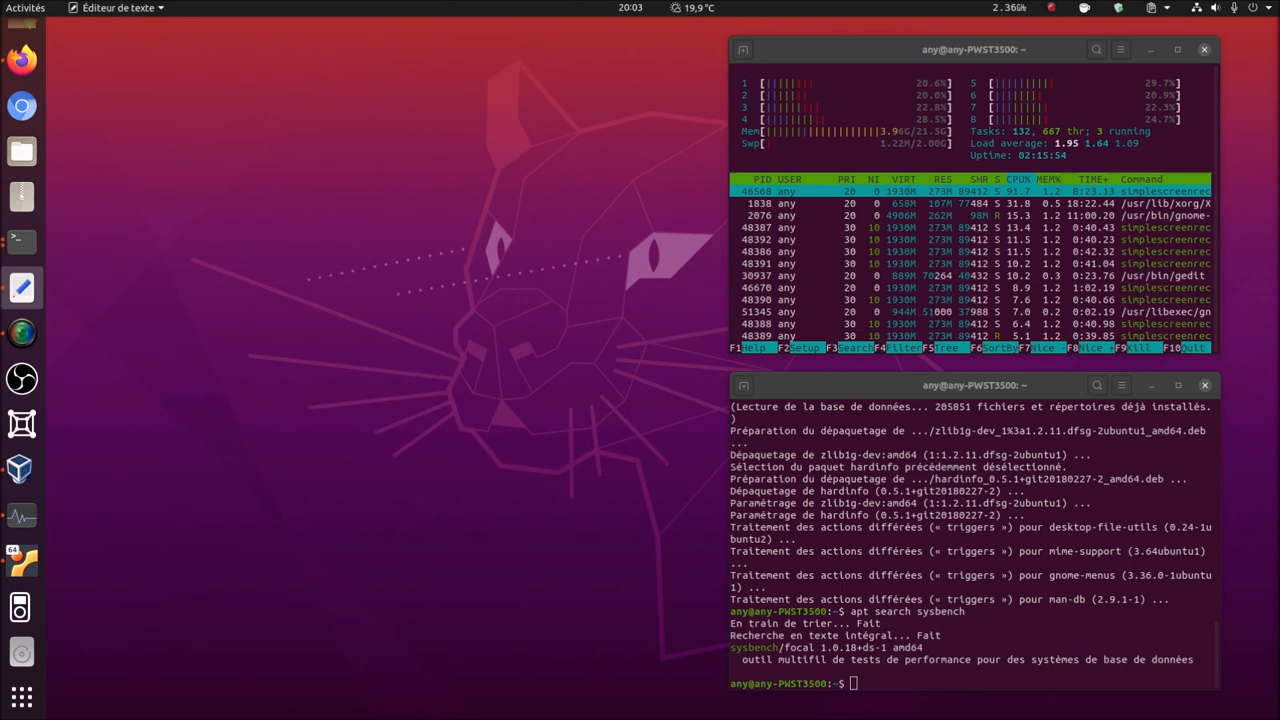 Activités
Éditeur de texte
20:03
19,9 °C
2.36GHz
64
any@any-PWST3500: ~
1 [ 20.6%] 5 [ 29.7%]
2 [ 20.0%] 6 [ 20.9%]
3 [ 22.8%] 7 [ 22.3%]
4 [ 28.5%] 8 [ 24.7%]
Mem[ 3.96G/21.5G] Tasks: 132, 667 thr; 3 running
Swp[ 1.22M/2.00G] Load average: 1.95 1.64 1.09
Uptime: 02:15:54
PID USER PRI NI VIRT RES SHR S CPU% MEM% TIME+ Command
46568 any 20 0 1930M 273M 89412 S 91.7 1.2 8:23.13 simplescreenrec
1838 any 20 0 658M 107M 77484 S 31.8 0.5 18:22.44 /usr/lib/xorg/X
2076 any 20 0 4906M 262M 98M R 15.3 1.2 11:00.20 /usr/bin/gnome-
48387 any 30 10 1930M 273M 89412 S 13.4 1.2 0:40.43 simplescreenrec
48392 any 30 10 1930M 273M 89412 S 11.5 1.2 0:40.23 simplescreenrec
48386 any 30 10 1930M 273M 89412 S 11.5 1.2 0:42.32 simplescreenrec
48391 any 30 10 1930M 273M 89412 S 10.2 1.2 0:41.04 simplescreenrec
30937 any 20 0 889M 70264 40432 S 10.2 0.3 0:23.76 /usr/bin/gedit
46670 any 20 0 1930M 273M 89412 S 8.9 1.2 1:02.19 simplescreenrec
48390 any 30 10 1930M 273M 89412 S 7.6 1.2 0:40.66 simplescreenrec
51345 any 20 0 944M 51000 37988 S 7.0 0.2 0:02.19 /usr/libexec/gn
48388 any 30 10 1930M 273M 89412 S 6.4 1.2 0:40.98 simplescreenrec
48389 any 30 10 1930M 273M 89412 R 5.1 1.2 0:39.85 simplescreenrec
F1Help F2Setup F3SearchF4FilterF5Tree F6SortByF7Nice -F8Nice +F9Kill F10Quit
any@any-PWST3500: ~
(Lecture de la base de données... 205851 fichiers et répertoires déjà installés.
)
Préparation du dépaquetage de .../zlib1g-dev_1%3a1.2.11.dfsg-2ubuntu1_amd64.deb
...
Dépaquetage de zlib1g-dev:amd64 (1:1.2.11.dfsg-2ubuntu1) ...
Sélection du paquet hardinfo précédemment désélectionné.
Préparation du dépaquetage de .../hardinfo_0.5.1+git20180227-2_amd64.deb ...
Dépaquetage de hardinfo (0.5.1+git20180227-2) ...
Paramétrage de zlib1g-dev:amd64 (1:1.2.11.dfsg-2ubuntu1) ...
Paramétrage de hardinfo (0.5.1+git20180227-2) ...
Traitement des actions différées (« triggers ») pour desktop-file-utils (0.24-1u
buntu2) ...
Traitement des actions différées (« triggers ») pour mime-support (3.64ubuntu1)
...
Traitement des actions différées (« triggers ») pour gnome-menus (3.36.0-1ubuntu
1) ...
Traitement des actions différées (« triggers ») pour man-db (2.9.1-1) ...
any@any-PWST3500:~$ apt search sysbench
En train de trier... Fait
Recherche en texte intégral... Fait
sysbench/focal 1.0.18+ds-1 amd64
outil multifil de tests de performance pour des systèmes de base de données
any@any-PWST3500:~$